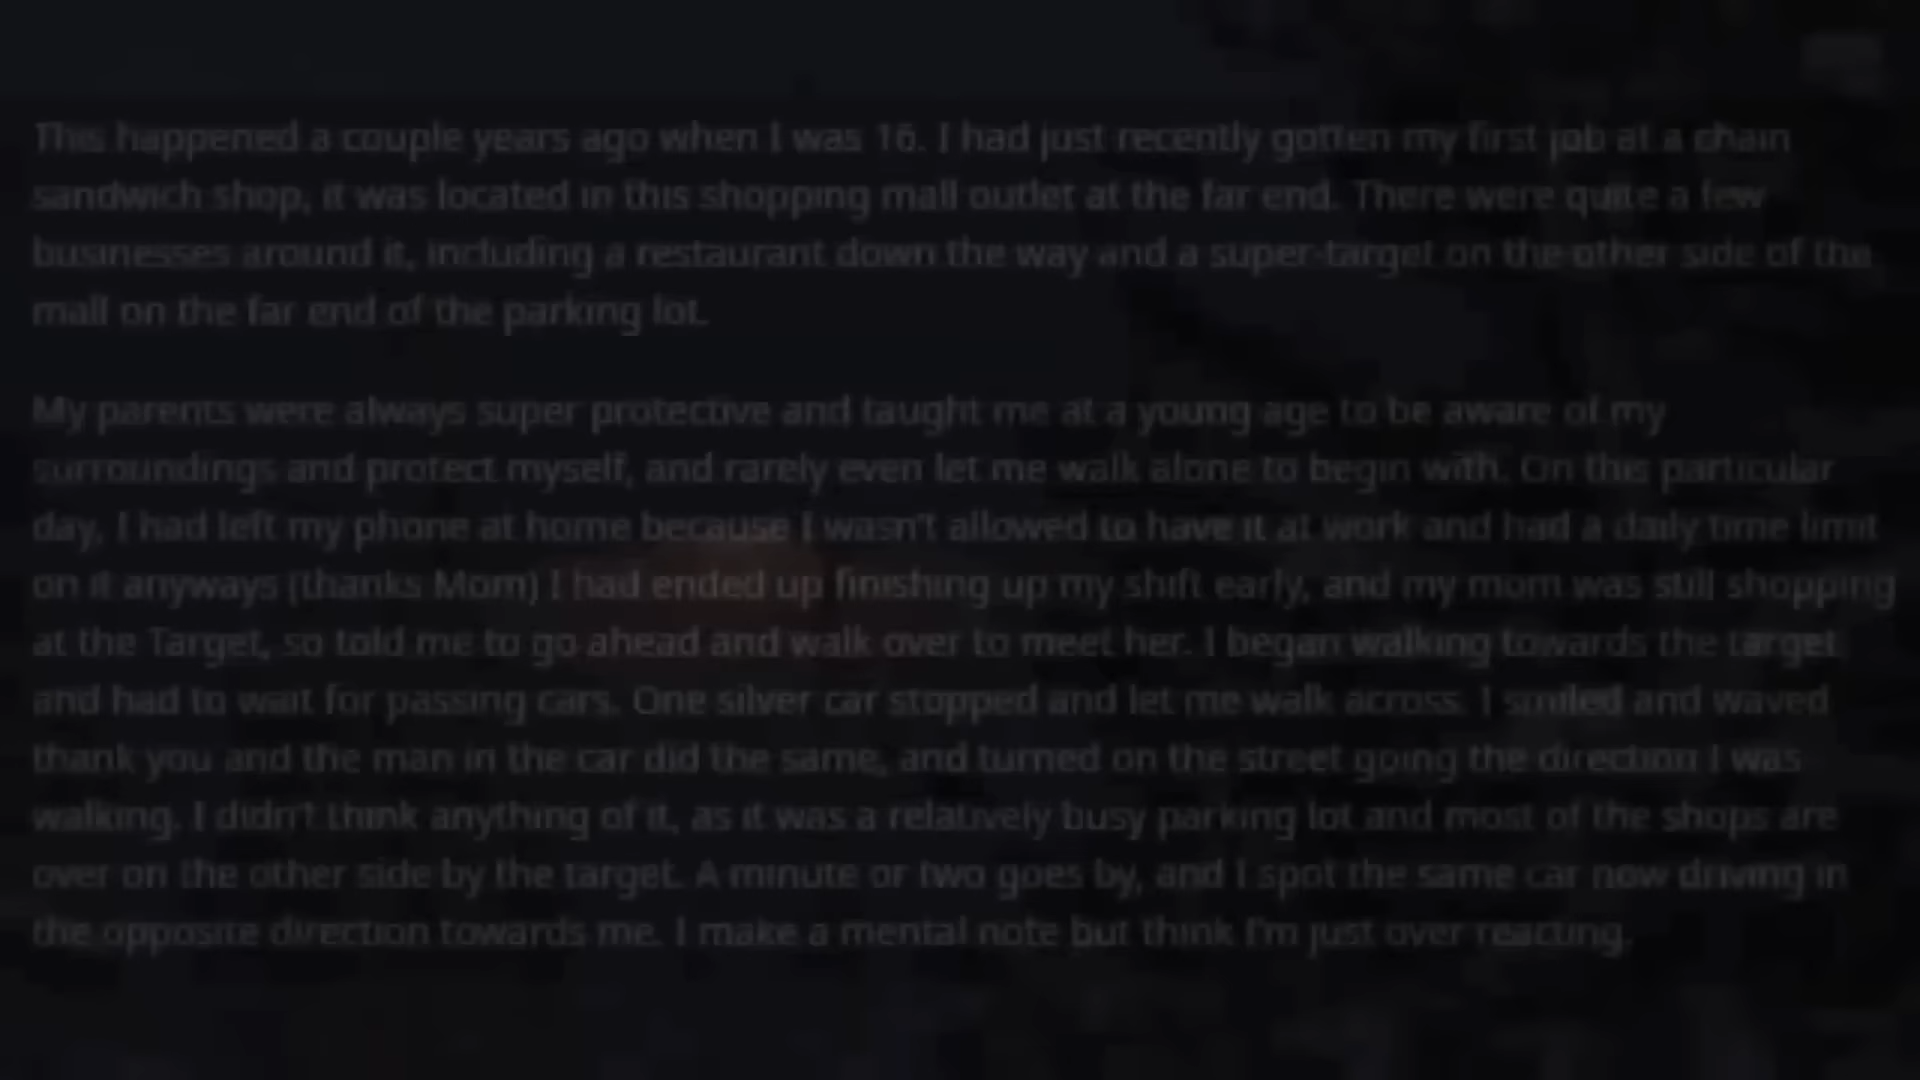 This happened a couple years ago when I was 16. I had just recently gotten my first job at a chain
sandwich shop, it was located in this shopping mall outlet at the far end. There were quite a few
businesses around it, including a restaurant down the way and a super-target on the other side of the
mall on the far end of the parking lot.
My parents were always super protective and taught me at a young age to be aware of my
surroundings and protect myself, and rarely even let me walk alone to begin with. On this particular
day, I had left my phone at home because I wasn't allowed to have it at work and had a daily time limit
on it anyways (thanks Mom) I had ended up finishing up my shift early, and my mom was still shopping
at the Target, so told me to go ahead and walk over to meet her. I began walking towards the target
and had to wait for passing cars. One silver car stopped and let me walk across. I smiled and waved
thank you and the man in the car did the same, and turned on the street going the direction I was
walking. I didn't think anything of it, as it was a relatively busy parking lot and most of the shops are
over on the other side by the target. A minute or two goes by, and I spot the same car now driving in
the opposite direction towards me. I make a mental note but think I'm just over reacting.